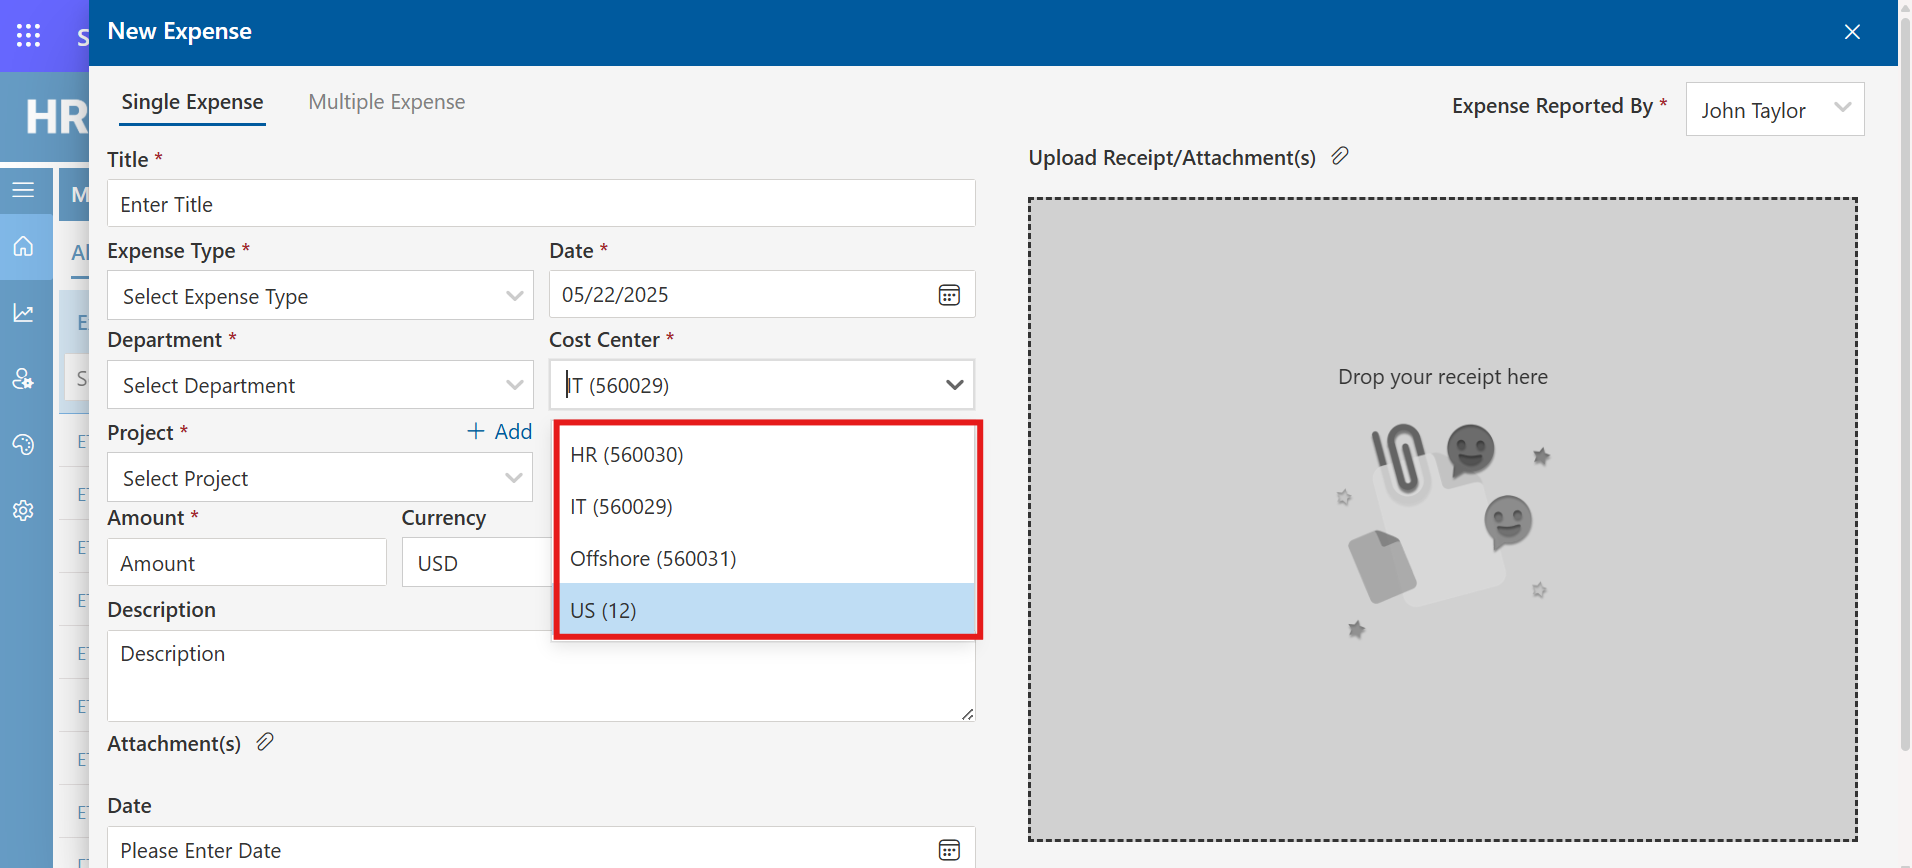 S
New Expense
HR
Single Expense
Multiple Expense
Expense Reported By *
John Taylor
Title *
Enter Title
Upload Receipt/Attachment(s)
M
Al
Expense Type *
Date *
Select Expense Type
05/22/2025
E
Department *
Cost Center *
S
Select Department
IT (560029)
Drop your receipt here
Project *
+ Add
HR (560030)
Select Project
IT (560029)
Amount *
Currency
Offshore (560031)
Amount
USD
US (12)
Description
Description
Attachment(s)
Date
Please Enter Date